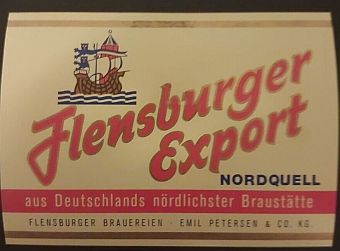 Flensburger
Export
NORDQUELL
aus Deutschlands nördlichster Braustätte
FLENSBURGER BRAUEREIEN · EMIL PETERSEN & CO. KG.